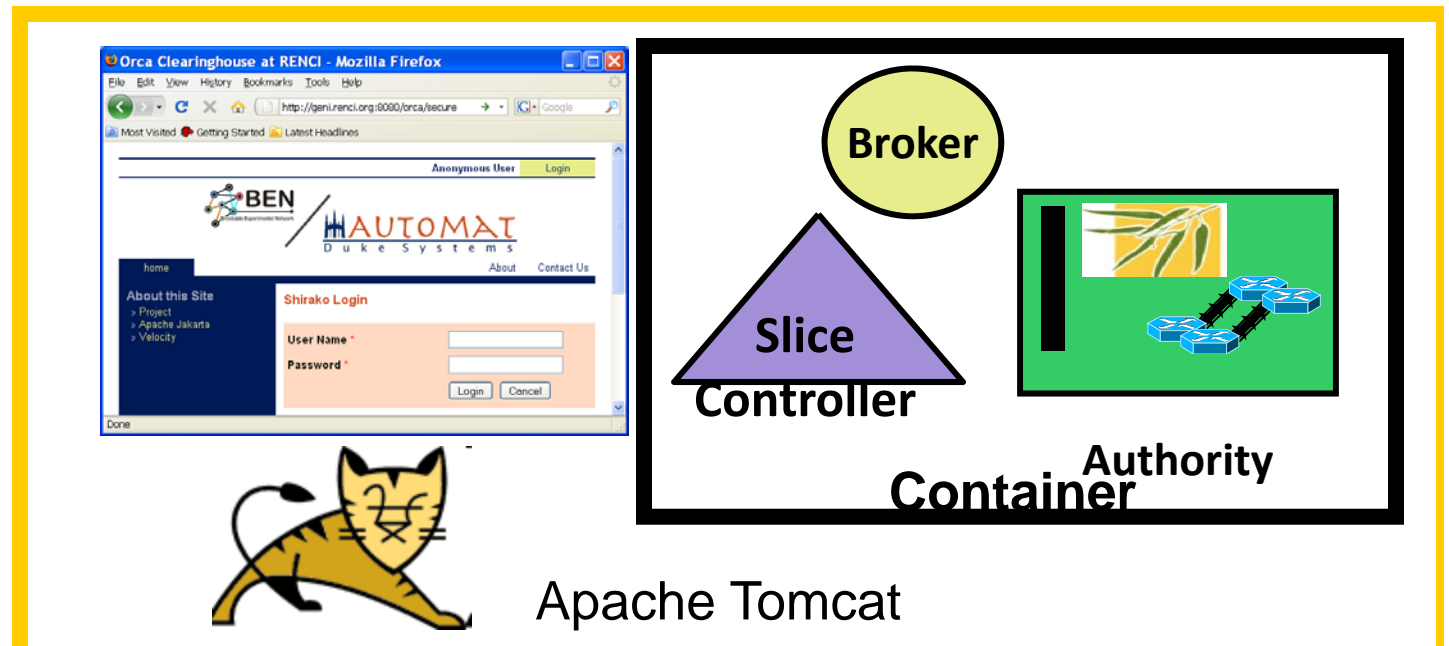 Orca Clearinghouse at RENCI - Mozilla Firefox
File Edit View History Bookmarks Tools Help
http://geni.renci.org:8080/orca/secure
Google
Most Visited Getting Started Latest Headlines
Anonymous User Login
BEN
AUTOMAT
Duke Systems
home About Contact Us
About this Site
» Project
» Apache Jakarta
» Velocity
Shirako Login
User Name *
Password *
Login Cancel
Done
Broker
Slice
Controller
Authority
Container
Apache Tomcat